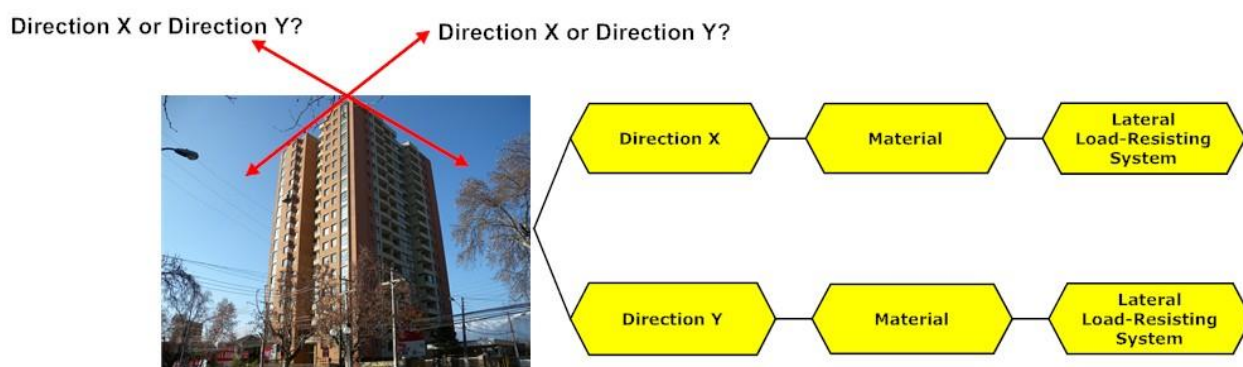 Direction X or Direction Y?
Direction X or Direction Y?
Direction X
Material
Lateral
Load-Resisting
System
Direction Y
Material
Lateral
Load-Resisting
System